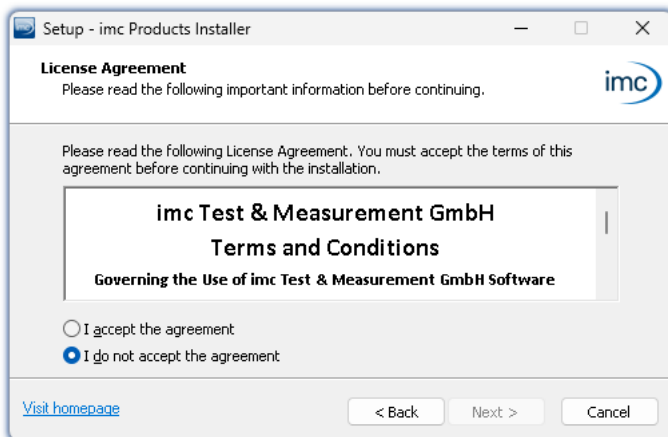 Setup - imc Products Installer
License Agreement
Please read the following important information before continuing.
imc
Please read the following License Agreement. You must accept the terms of this
agreement before continuing with the installation.
imc Test & Measurement GmbH
Terms and Conditions
Governing the Use of imc Test & Measurement GmbH Software
I accept the agreement
I do not accept the agreement
Visit homepage
< Back
Next >
Cancel